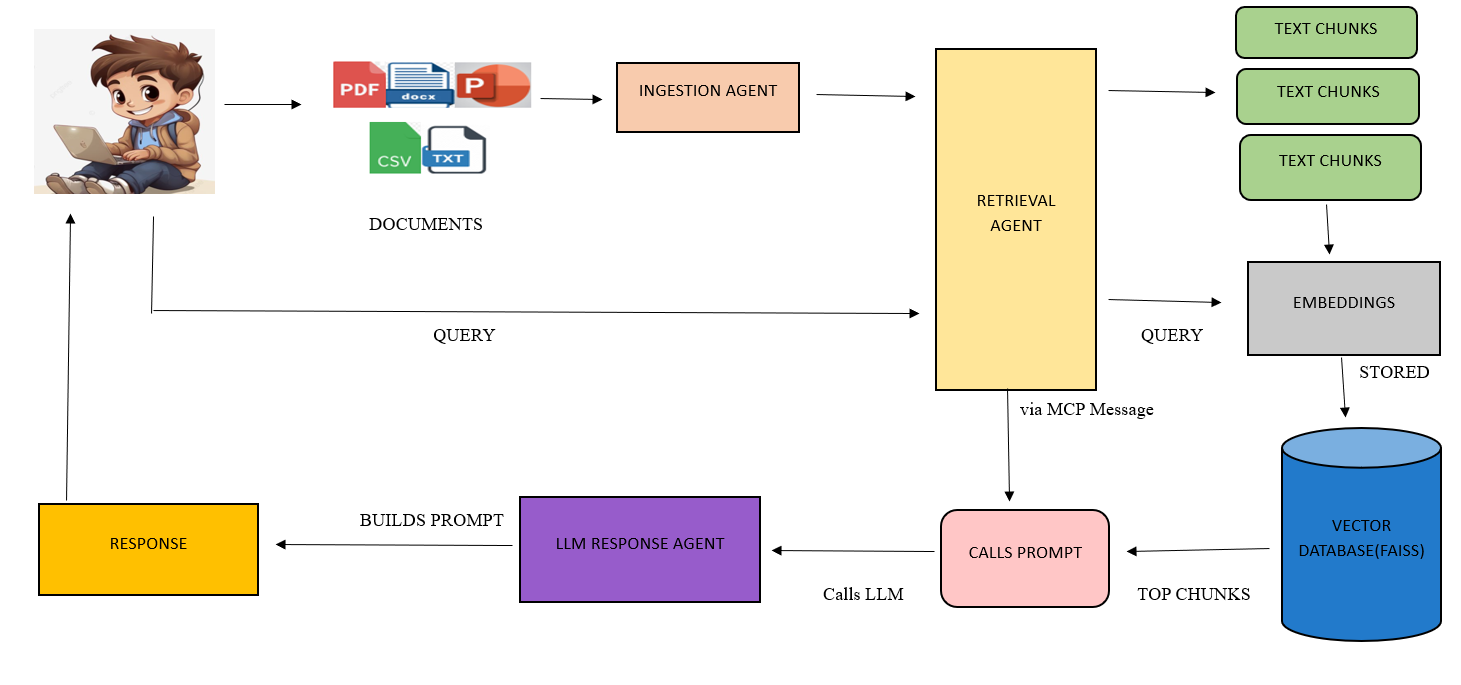 TEXT CHUNKS
TEXT CHUNKS
TEXT CHUNKS
PDF
docx
P
CSV
TXT
DOCUMENTS
INGESTION AGENT
RETRIEVAL
AGENT
QUERY
QUERY
EMBEDDINGS
STORED
via MCP Message
VECTOR
DATABASE(FAISS)
TOP CHUNKS
CALLS PROMPT
Calls LLM
LLM RESPONSE AGENT
BUILDS PROMPT
RESPONSE